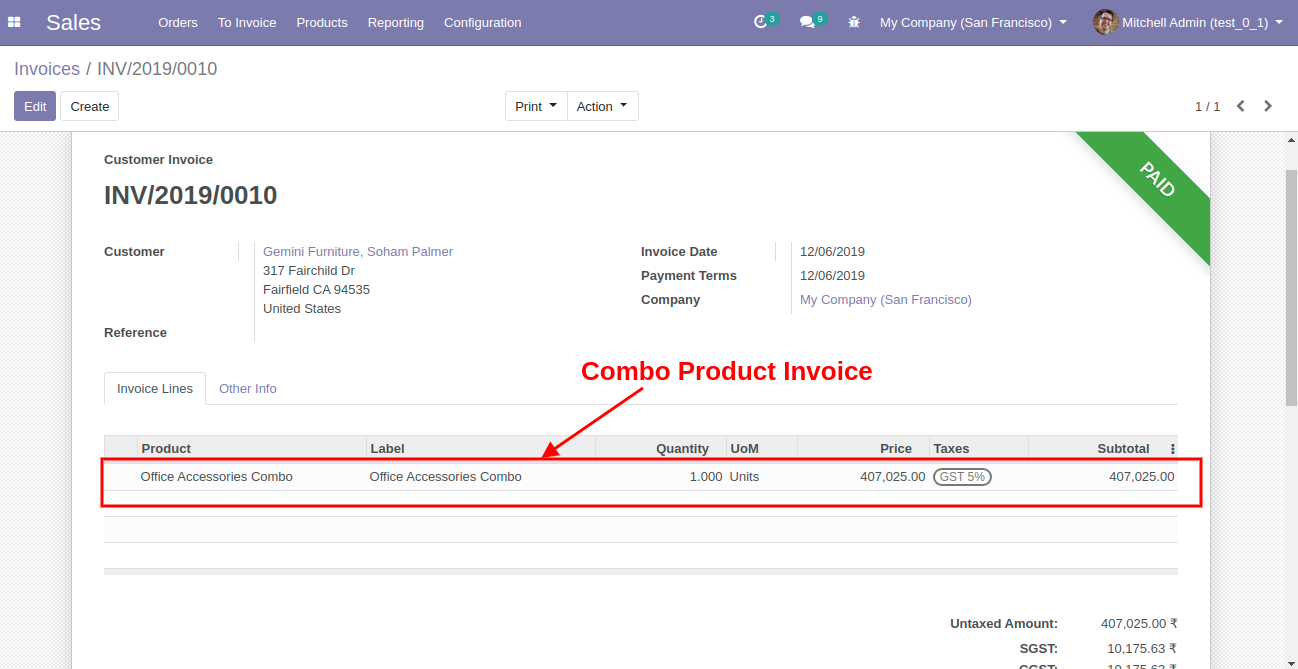 Sales Orders To Invoice Products Reporting Configuration 3 9 My Company (San Francisco) Mitchell Admin (test_0_1)
Invoices / INV/2019/0010
Edit Create Print Action 1 / 1
Customer Invoice
PAID
INV/2019/0010
Customer Gemini Furniture, Soham Palmer Invoice Date 12/06/2019
317 Fairchild Dr Payment Terms 12/06/2019
Fairfield CA 94535 Company My Company (San Francisco)
United States
Reference
Combo Product Invoice
Invoice Lines Other Info
Product Label Quantity UoM Price Taxes Subtotal
Office Accessories Combo Office Accessories Combo 1.000 Units 407,025.00 GST 5% 407,025.00
Untaxed Amount: 407,025.00 ₹
SGST: 10,175.63 ₹
CGST: 10,175.63 ₹